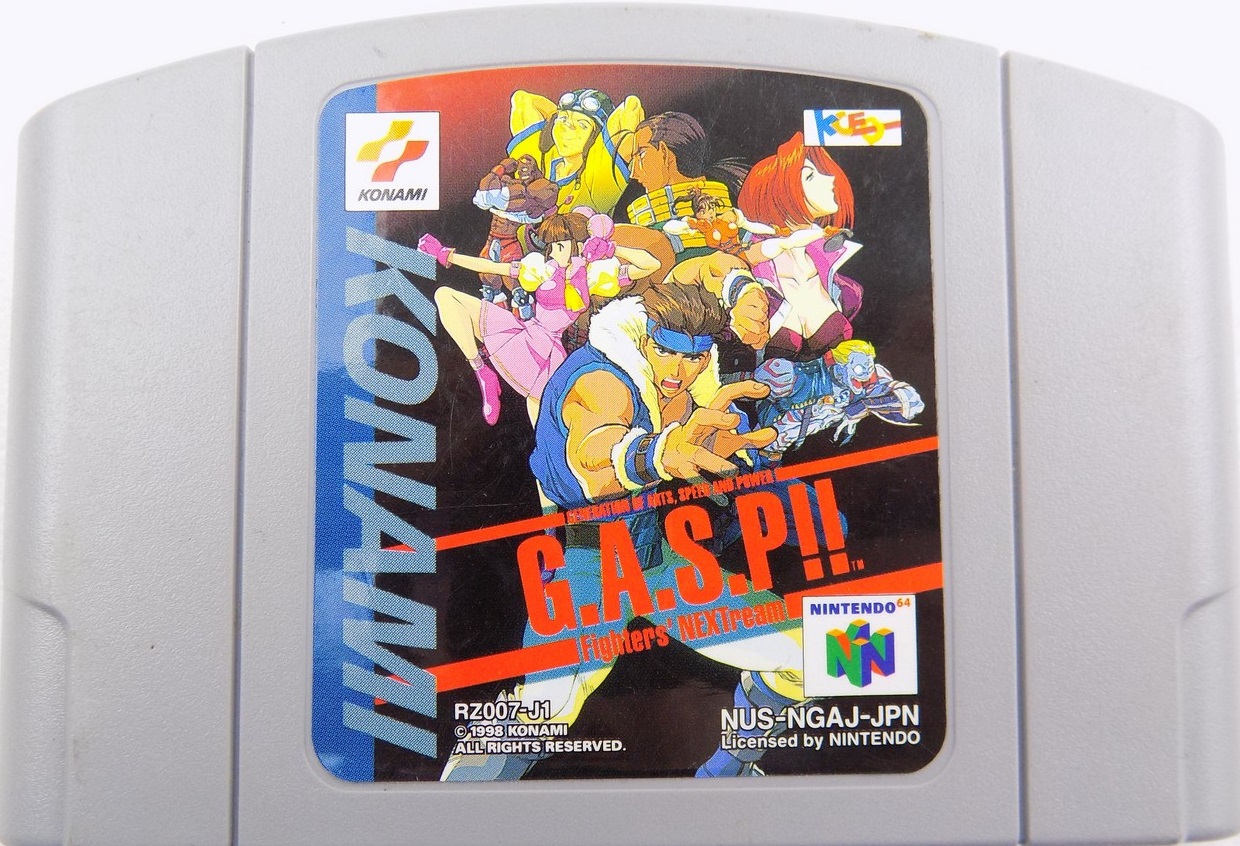 KONAMI
KCEO
KONAMI
GENERATION OF ARTS, SPEED AND POWER
G.A.S.P!!™
Fighters' NEXTream
NINTENDO64
RZ007-J1
© 1998 KONAMI
ALL RIGHTS RESERVED.
NUS-NGAJ-JPN
Licensed by NINTENDO